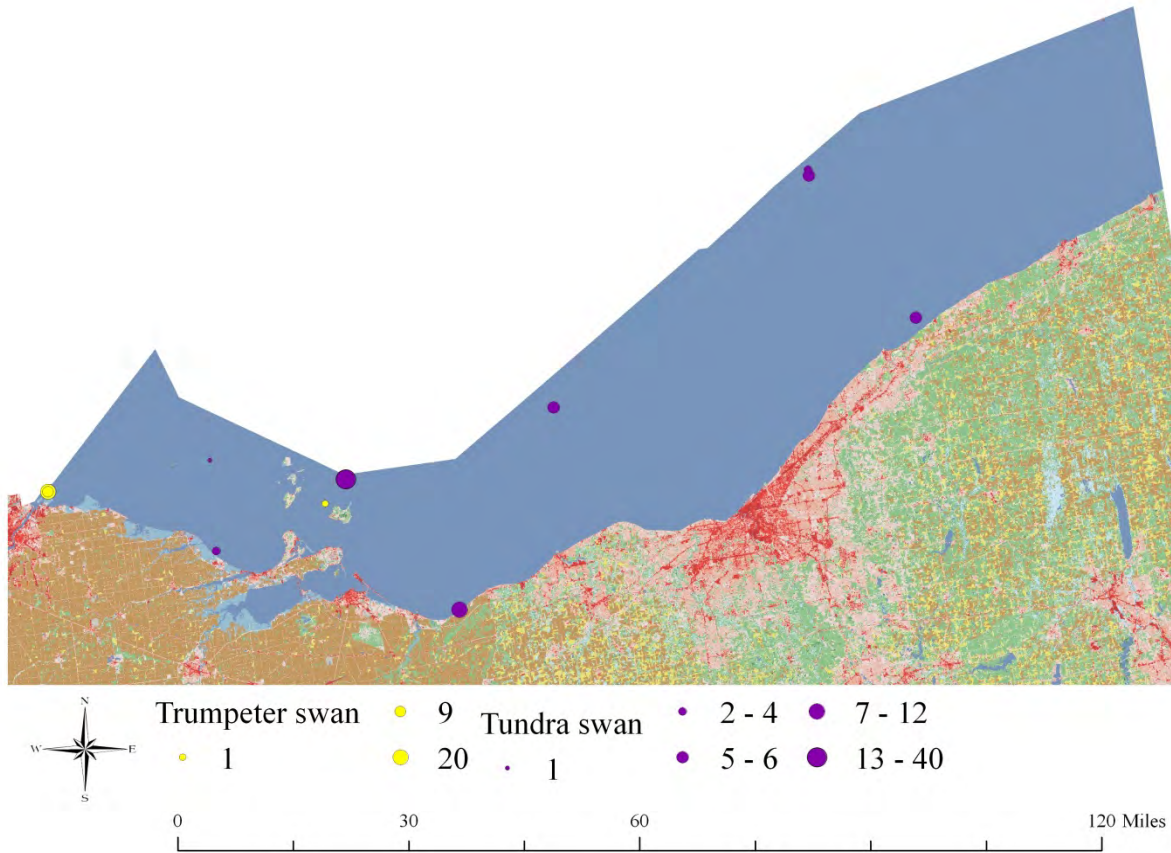 N
W E
S
Trumpeter swan
1
9
20
Tundra swan
1
2 - 4
5 - 6
7 - 12
13 - 40
0 30 60 120 Miles